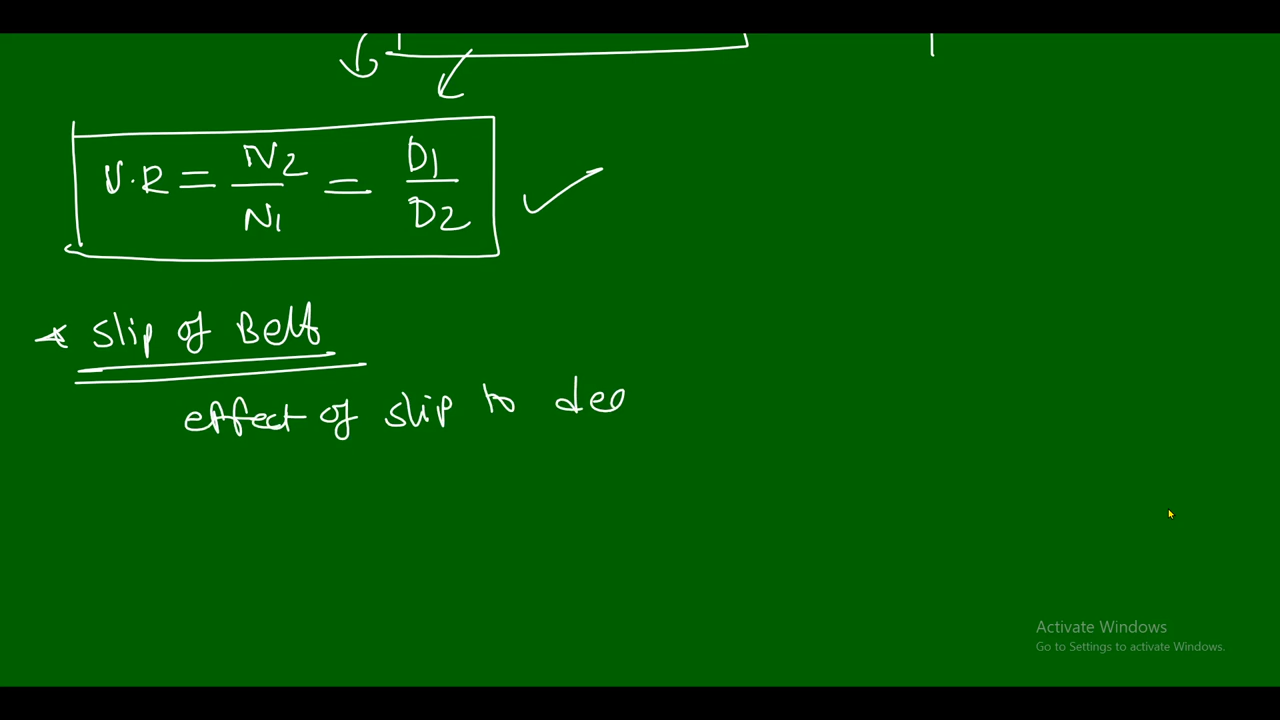 V.R = N2/N1 = D1/D2
Slip of Belt
effect of slip to dec
Activate Windows
Go to Settings to activate Windows.